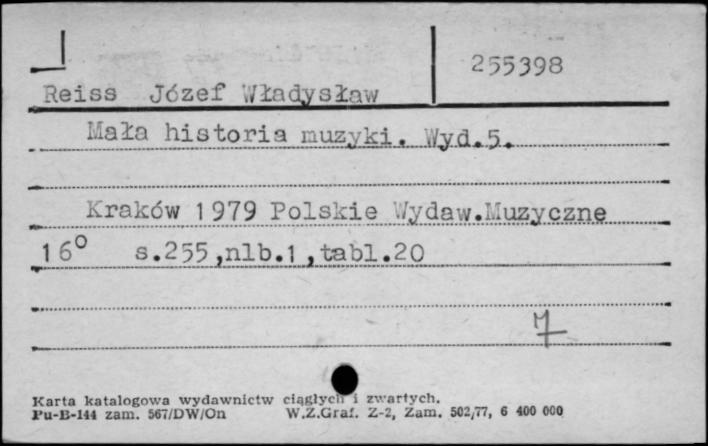 255398
Reiss Józef Władysław
Mała historia muzyki. Wyd.5.
Kraków 1979 Polskie Wydaw.Muzyczne
16° s.255,nlb.1,tabl.20
Karta katalogowa wydawnictw ciągłych i zwartych.
Pu-B-144 zam. 567/DW/On W.Z.Graf. Z-2, Zam. 502/77, 6 400 000